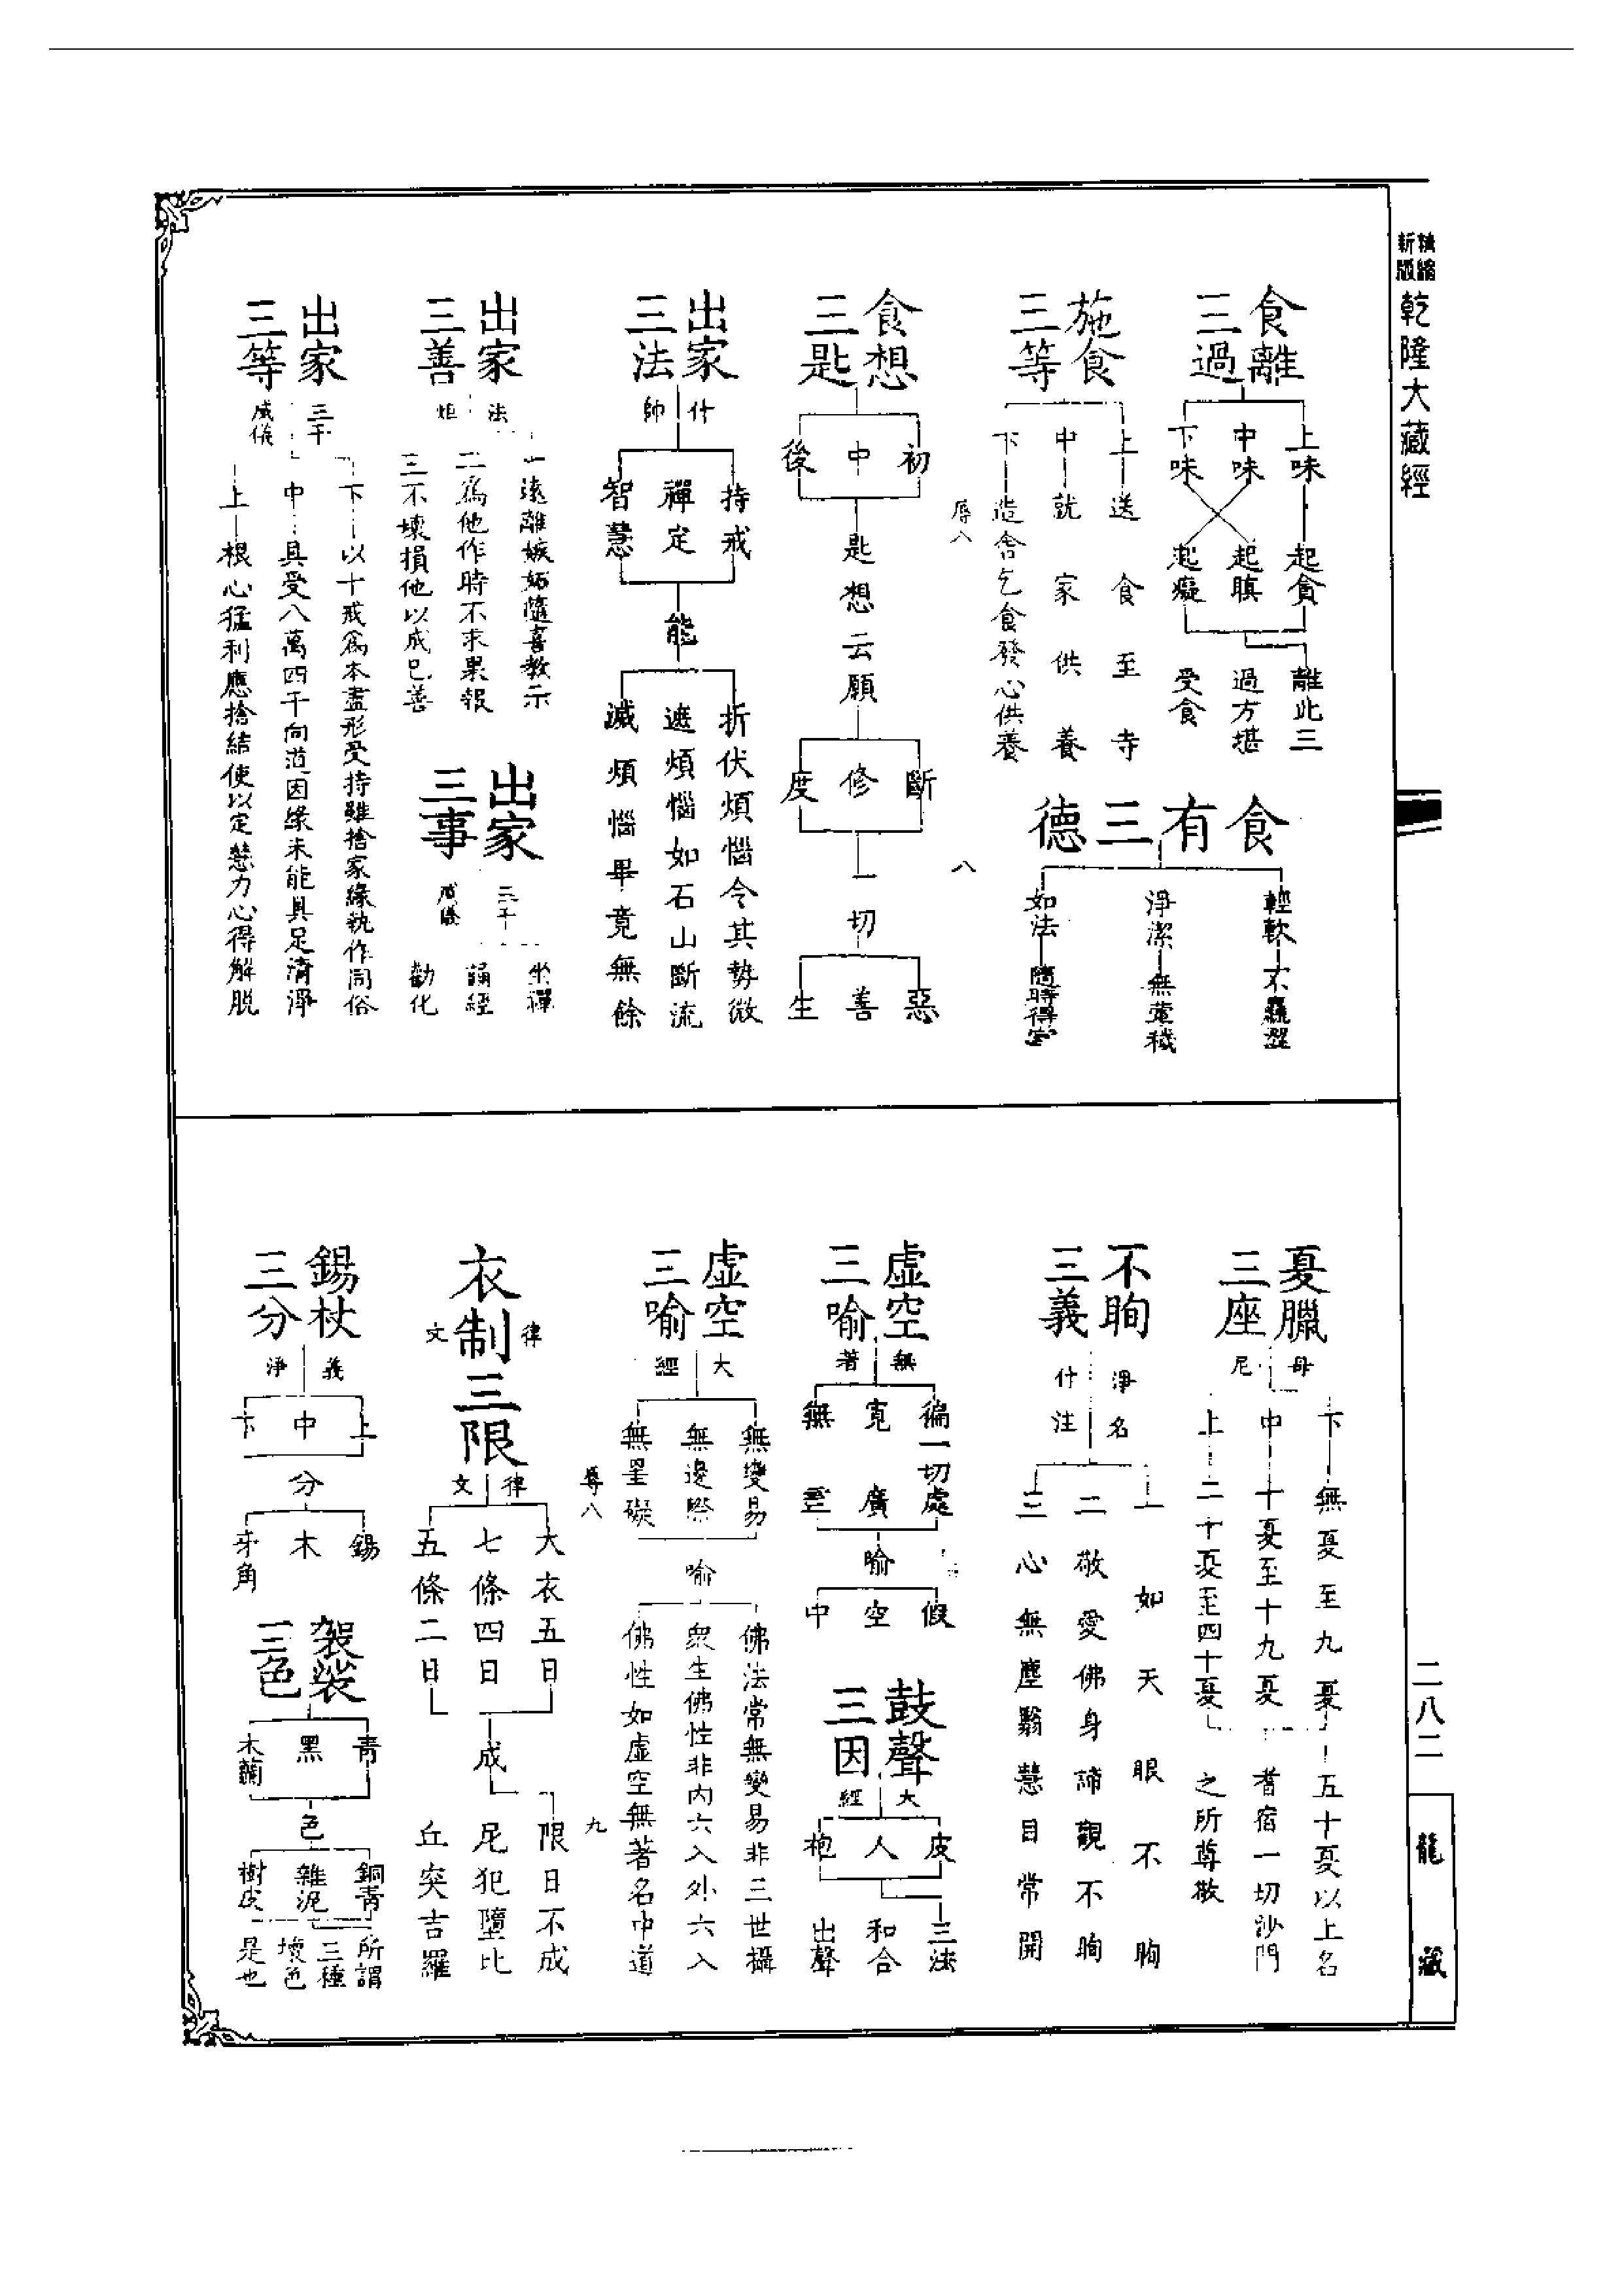 精縮新版
乾隆大藏經
食離三過
上味
中味
下味
起貪
起瞋
起癡
離此三
過方堪
受食
施食三等
上
中
下
送食至寺
就家供養
造舍乞食發心供養
食有三德
輕軟
不麤澀
淨潔
無葷穢
如法
隨時得宜
八
食想三匙
初
中
後
匙想云願
斷
修
度
一切
惡
善
生
出家三法
什師
持戒
禪定
智慧
能
折伏煩惱令其勢微
遮煩惱如石山斷流
滅煩惱畢竟無餘
出家三善
法炬
一遠離嫉妬隨喜教示
二爲他作時不求果報
三不壞損他以成己善
出家三事
三千威儀
坐禪
誦經
勸化
出家三等
三千威儀
下
以十戒爲本盡形受持雖捨家緣執作同俗
中
具受八萬四千向道因緣未能具足清淨
上
根心猛利應捨結使以定慧力心得解脫
夏臘三座
母尼
下
中
上
無夏至九夏
十夏至十九夏
二十夏至四十夏
五十夏以上名
耆宿一切沙門
之所尊敬
不眴三義
淨名什注
一如天眼不眴
二敬愛佛身諦觀不眴
三心無塵翳慧目常開
虛空三喻
無著
徧一切處
寬廣
無
喻
假
空
中
鼓聲三因
大經
皮
人
枹
三法
和合
出聲
虛空三喻
大經
無變易
無邊際
無罣礙
喻
佛法常無變易非三世攝
衆生佛性非內六入外六入
佛性如虛空無著名中道
九
衣制三限
律文
律文
大衣五日
七條四日
五條二日
成
限日不成
尼犯墮比
丘突吉羅
錫杖三分
義淨
上
中
下
分
錫
木
牙角
袈裟三色
青
黑
木蘭
色
銅青
雜泥
樹皮
所謂
三種
壞色
是也
二八二
龍藏